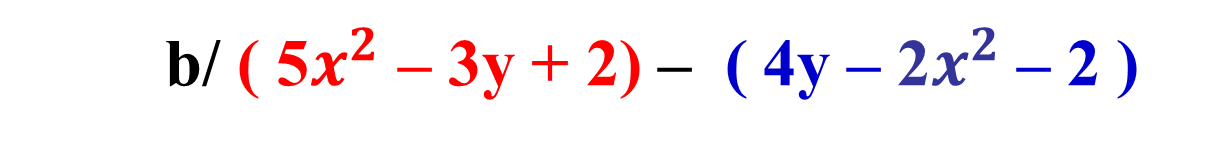 b/ ( 5x² – 3y + 2) – ( 4y – 2x² – 2 )